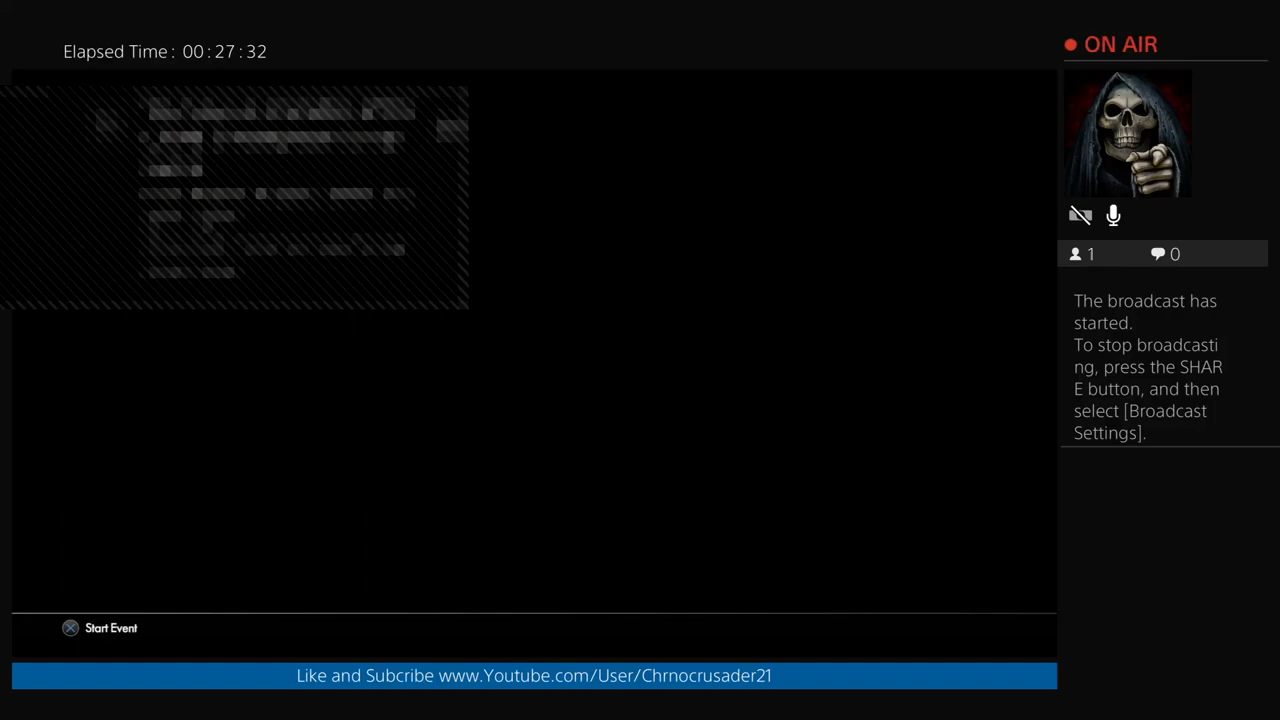 Elapsed Time: 00:27:32
ON AIR
1 0
The broadcast has
started.
To stop broadcasti
ng, press the SHAR
E button, and then
select [Broadcast
Settings].
Start Event
Like and Subcribe www.Youtube.com/User/Chrnocrusader21